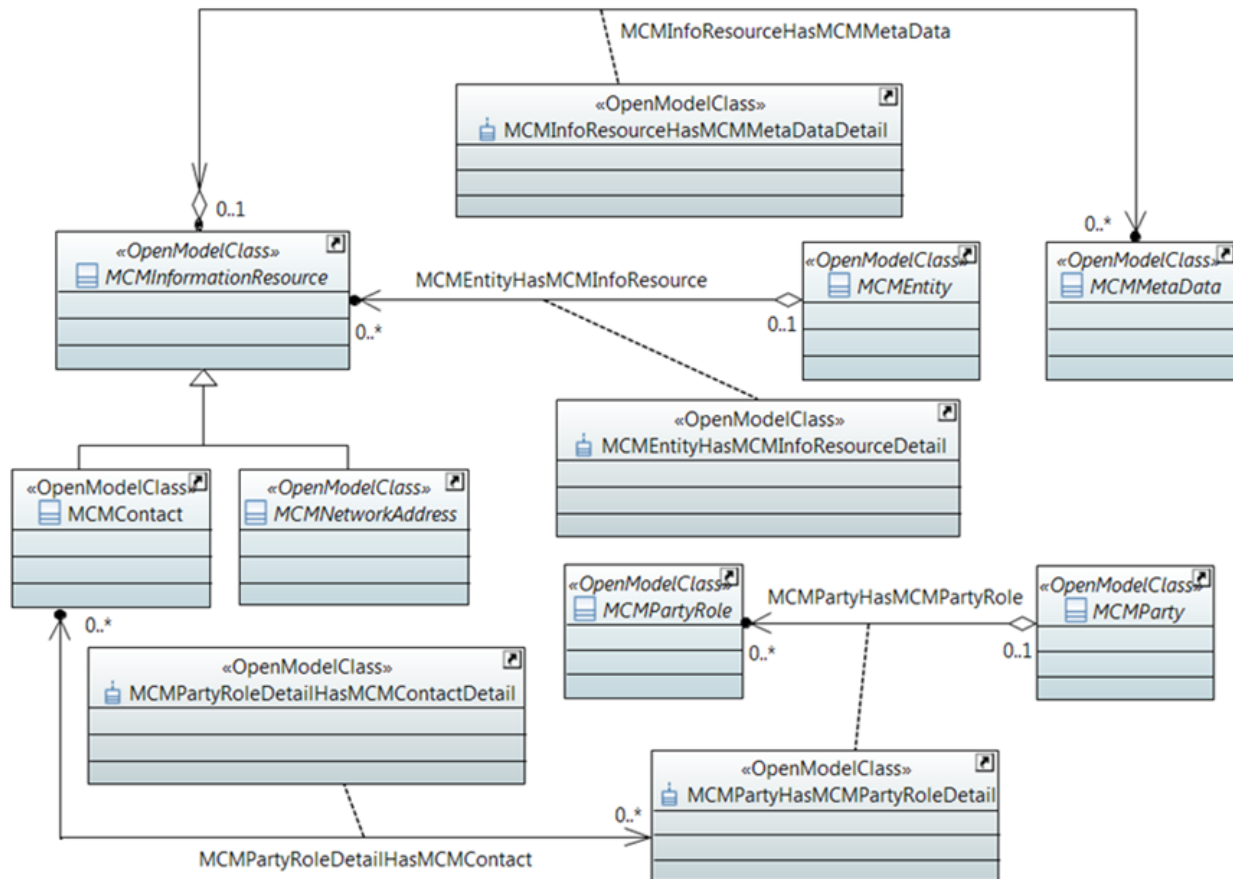 MCMInfoResourceHasMCMMetaData
«OpenModelClass»
MCMInfoResourceHasMCMMetaDataDetail
0..1
0..*
«OpenModelClass»
MCMInformationResource
MCMEntityHasMCMInfoResource
0..*
0..1
«OpenModelClass»
MCMEntity
«OpenModelClass»
MCMMetaData
«OpenModelClass»
MCMEntityHasMCMInfoResourceDetail
«OpenModelClass»
MCMContact
«OpenModelClass»
MCMNetworkAddress
«OpenModelClass»
MCMPartyRole
MCMPartyHasMCMPartyRole
0..*
0..1
«OpenModelClass»
MCMParty
0..*
«OpenModelClass»
MCMPartyRoleDetailHasMCMContactDetail
«OpenModelClass»
MCMPartyHasMCMPartyRoleDetail
0..*
MCMPartyRoleDetailHasMCMContact